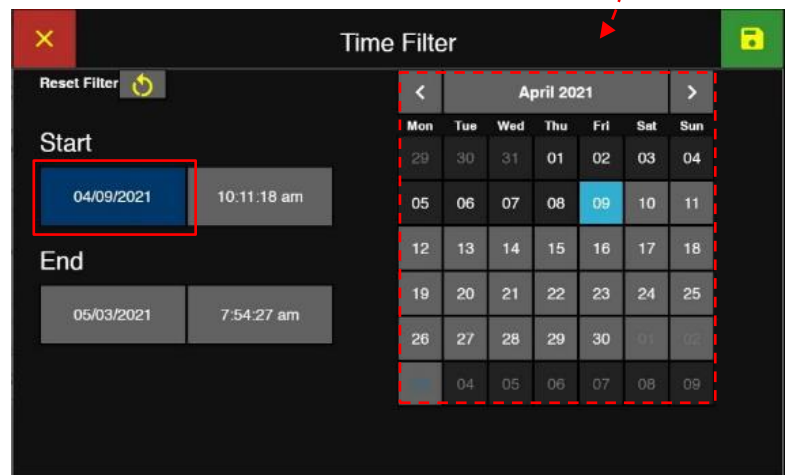 Time Filter
Reset Filter
Start
04/09/2021 10:11:18 am
End
05/03/2021 7:54:27 am
April 2021
Mon Tue Wed Thu Fri Sat Sun
29 30 31 01 02 03 04
05 06 07 08 09 10 11
12 13 14 15 16 17 18
19 20 21 22 23 24 25
26 27 28 29 30 01 02
03 04 05 06 07 08 09